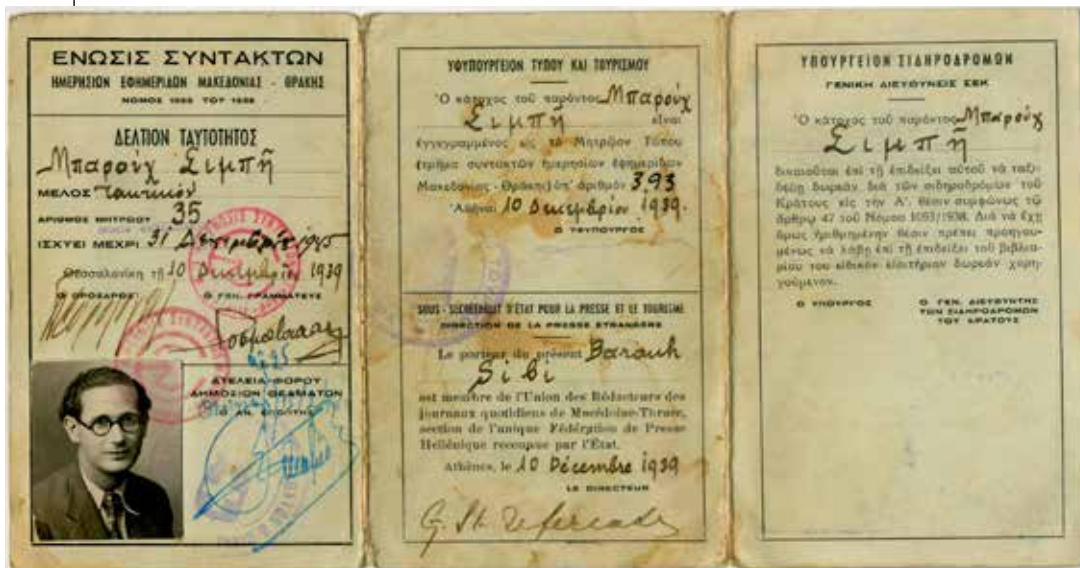 ΕΝΩΣΙΣ ΣΥΝΤΑΚΤΩΝ
ΗΜΕΡΗΣΙΩΝ ΕΦΗΜΕΡΙΔΩΝ ΜΑΚΕΔΟΝΙΑΣ - ΘΡΑΚΗΣ
ΝΟΜΟΣ 1093 ΤΟΥ 1938
ΔΕΛΤΙΟΝ ΤΑΥΤΟΤΗΤΟΣ
Μπαρούχ Σιμπῆ
ΜΕΛΟΣ τακτικόν
ΑΡΙΘΜΟΣ ΜΗΤΡΩΟΥ 35
ΙΣΧΥΕΙ ΜΕΧΡΙ 31 Δεκεμβρίου
Θεσσαλονίκη τῇ 10 Δεκεμβρίου 1939
Ο ΠΡΟΕΔΡΟΣ Ο ΓΕΝ. ΓΡΑΜΜΑΤΕΥΣ
ΑΤΕΛΕΙΑ ΦΟΡΟΥ
ΔΗΜΟΣΙΩΝ ΘΕΑΜΑΤΩΝ
ΥΦΥΠΟΥΡΓΕΙΟΝ ΤΥΠΟΥ ΚΑΙ ΤΟΥΡΙΣΜΟΥ
Ὁ κάτοχος τοῦ παρόντος Μπαρούχ
Σιμπῆ εἶναι
ἐγγεγραμμένος εἰς τὸ Μητρῷον Τύπου
(τμῆμα συντακτῶν ἡμερησίων ἐφημερίδων
Μακεδονίας - Θράκης) ὑπ' ἀριθμὸν 393
Ἀθῆναι 10 Δεκεμβρίου 1939.
Ο ΥΦΥΠΟΥΡΓΟΣ
SOUS - SECRÉTARIAT D'ÉTAT POUR LA PRESSE ET LE TOURISME
DIRECTION DE LA PRESSE ETRANGÈRE
Le porteur du présent Barouh
Sibi
est membre de l'Union des Rédacteurs des
journaux quotidiens de Macédoine-Thrace,
section de l'unique Fédération de Presse
Hellénique reconnue par l'État.
Athènes, le 10 Décembre 1939
LE DIRECTEUR
ΥΠΟΥΡΓΕΙΟΝ ΣΙΔΗΡΟΔΡΟΜΩΝ
ΓΕΝΙΚΗ ΔΙΕΥΘΥΝΣΙΣ ΣΕΚ
Ὁ κάτοχος τοῦ παρόντος Μπαρούχ
Σιμπῆ
δικαιοῦται ἐπὶ τῇ ἐπιδείξει αὐτοῦ νὰ ταξι-
δεύῃ δωρεὰν διὰ τῶν σιδηροδρόμων τοῦ
Κράτους εἰς τὴν Α΄. θέσιν συμφώνως τῷ
ἄρθρῳ 47 τοῦ Νόμου 1093/1938. Διὰ νὰ ἔχῃ
ὅμως ἠριθμημένην θέσιν πρέπει προηγου-
μένως νὰ λάβῃ ἐπὶ τῇ ἐπιδείξει τοῦ βιβλια-
ρίου του εἰδικὸν εἰσιτήριον δωρεὰν χορη-
γούμενον.
Ο ΥΠΟΥΡΓΟΣ Ο ΓΕΝ. ΔΙΕΥΘΥΝΤΗΣ
ΤΩΝ ΣΙΔΗΡΟΔΡΟΜΩΝ
ΤΟΥ ΚΡΑΤΟΥΣ